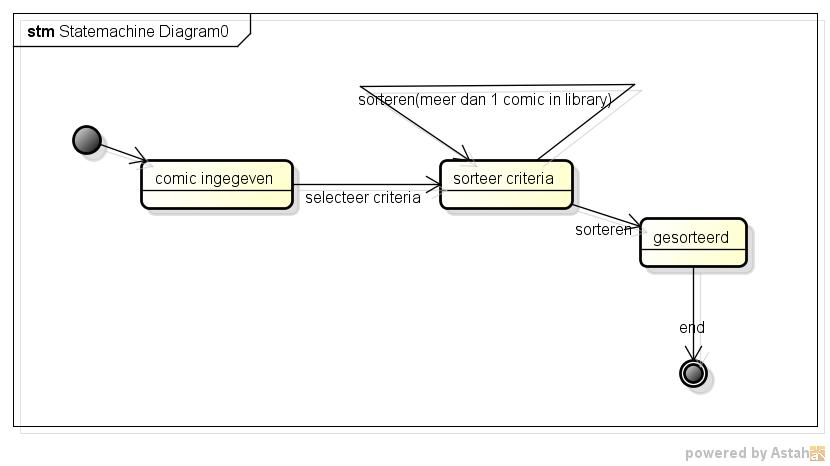 stm Statemachine Diagram0
sorteren(meer dan 1 comic in library)
comic ingegeven
sorteer criteria
selecteer criteria
sorteren
gesorteerd
end
powered by Astah